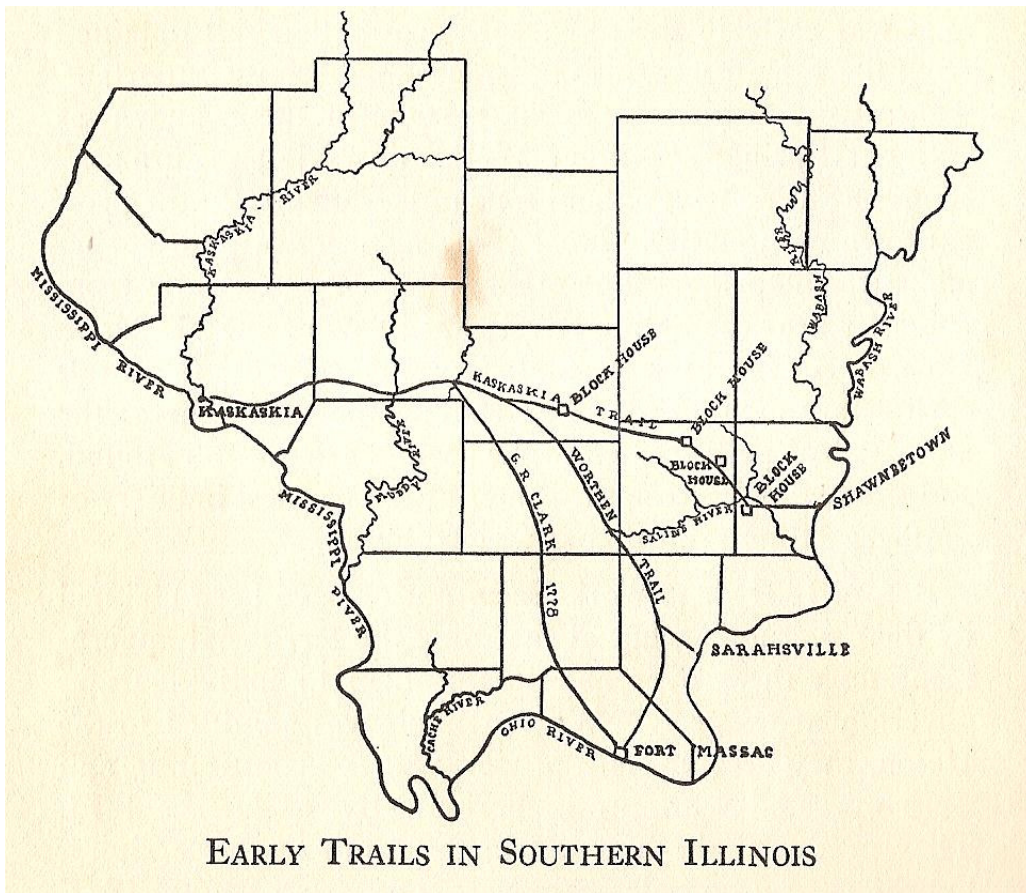 KASKASKIA
RIVER
KASKASKIA
MISSISSIPPI
RIVER
KASKASKIA
MISSISSIPPI
RIVER
KASKASKIA
TRAIL
BLOCK HOUSE
BLOCK HOUSE
BLOCK
HOUSE
BLOCK
HOUSE
WABASH
RIVER
WABASH RIVER
SHAWNEETOWN
SALINE RIVER
G. R CLARK
1778
WORTHEN
TRAIL
SARAHSVILLE
CACHE RIVER
OHIO RIVER
FORT MASSAC
EARLY TRAILS IN SOUTHERN ILLINOIS